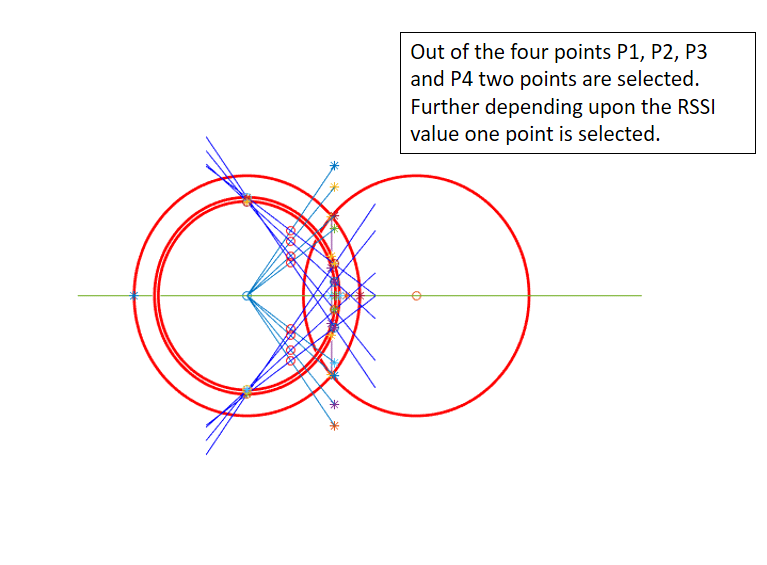 Out of the four points P1, P2, P3
and P4 two points are selected.
Further depending upon the RSSI
value one point is selected.